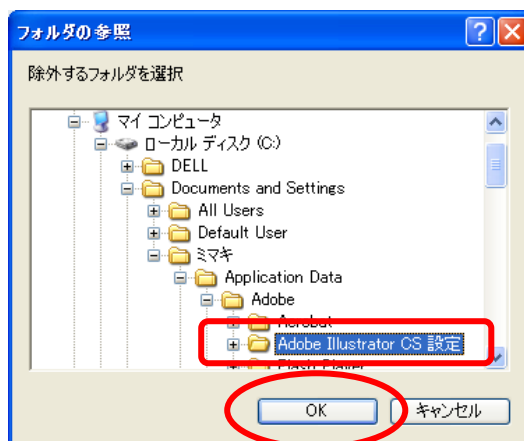 フォルダの参照
除外するフォルダを選択
マイ コンピュータ
ローカル ディスク (C:)
DELL
Documents and Settings
All Users
Default User
ミマキ
Application Data
Adobe
Acrobat
Adobe Illustrator CS 設定
Flash Player
OK
キャンセル